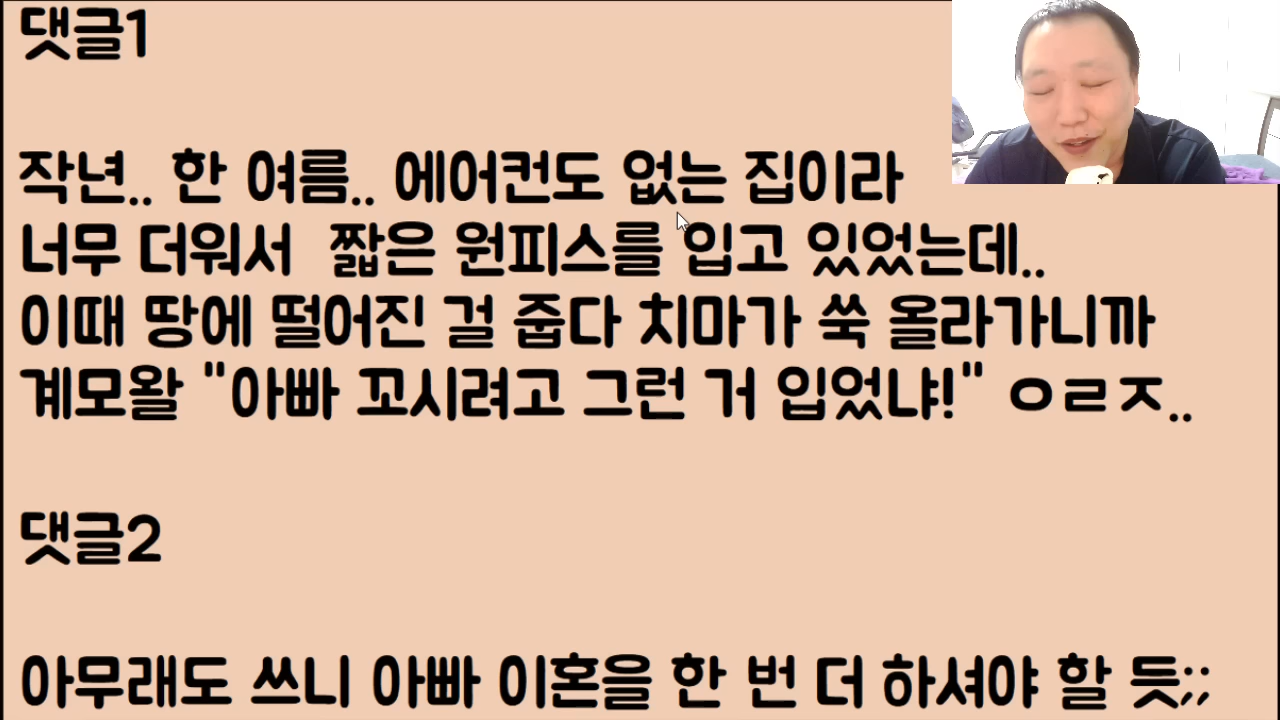 댓글1
작년.. 한 여름.. 에어컨도 없는 집이라
너무 더워서 짧은 원피스를 입고 있었는데..
이때 땅에 떨어진 걸 줍다 치마가 쑥 올라가니까
계모왈 "아빠 꼬시려고 그런 거 입었냐!" ㅇㄹㅈ..
댓글2
아무래도 쓰니 아빠 이혼을 한 번 더 하셔야 할 듯;;